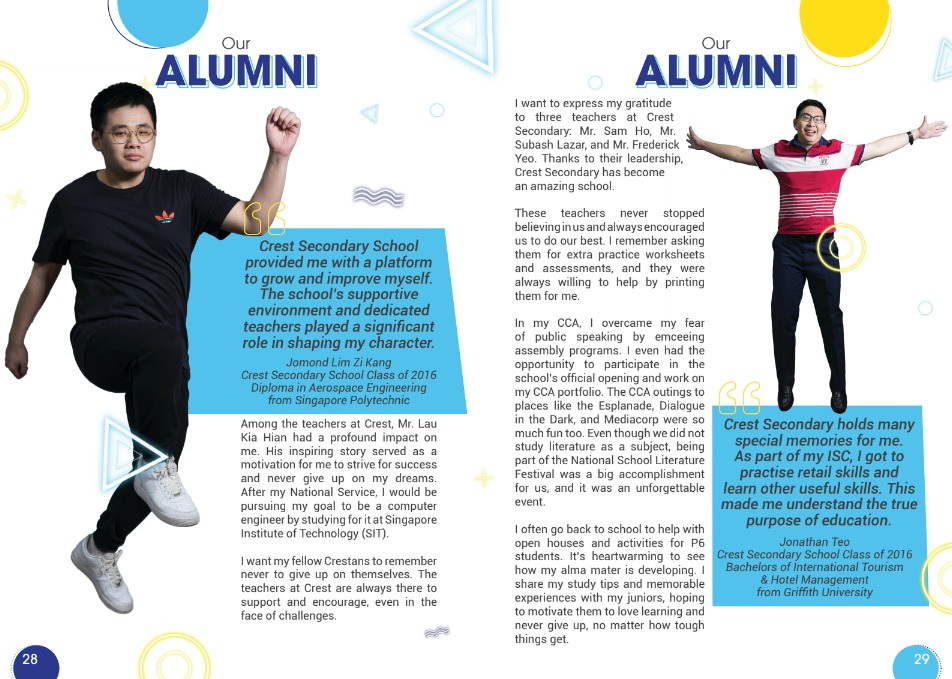 Our
ALUMNI
Crest Secondary School
provided me with a platform
to grow and improve myself.
The school's supportive
environment and dedicated
teachers played a significant
role in shaping my character.
Jomond Lim Zi Kang
Crest Secondary School Class of 2016
Diploma in Aerospace Engineering
from Singapore Polytechnic
Among the teachers at Crest, Mr. Lau
Kia Hian had a profound impact on
me. His inspiring story served as a
motivation for me to strive for success
and never give up on my dreams.
After my National Service, I would be
pursuing my goal to be a computer
engineer by studying for it at Singapore
Institute of Technology (SIT).
I want my fellow Crestans to remember
never to give up on themselves. The
teachers at Crest are always there to
support and encourage, even in the
face of challenges.
28
Our
ALUMNI
I want to express my gratitude
to three teachers at Crest
Secondary: Mr. Sam Ho, Mr.
Subash Lazar, and Mr. Frederick
Yeo. Thanks to their leadership,
Crest Secondary has become
an amazing school.
These teachers never stopped
believing in us and always encouraged
us to do our best. I remember asking
them for extra practice worksheets
and assessments, and they were
always willing to help by printing
them for me.
In my CCA, I overcame my fear
of public speaking by emceeing
assembly programs. I even had the
opportunity to participate in the
school's official opening and work on
my CCA portfolio. The CCA outings to
places like the Esplanade, Dialogue
in the Dark, and Mediacorp were so
much fun too. Even though we did not
study literature as a subject, being
part of the National School Literature
Festival was a big accomplishment
for us, and it was an unforgettable
event.
I often go back to school to help with
open houses and activities for P6
students. It's heartwarming to see
how my alma mater is developing. I
share my study tips and memorable
experiences with my juniors, hoping
to motivate them to love learning and
never give up, no matter how tough
things get.
Crest Secondary holds many
special memories for me.
As part of my ISC, I got to
practise retail skills and
learn other useful skills. This
made me understand the true
purpose of education.
Jonathan Teo
Crest Secondary School Class of 2016
Bachelors of International Tourism
& Hotel Management
from Griffith University
29